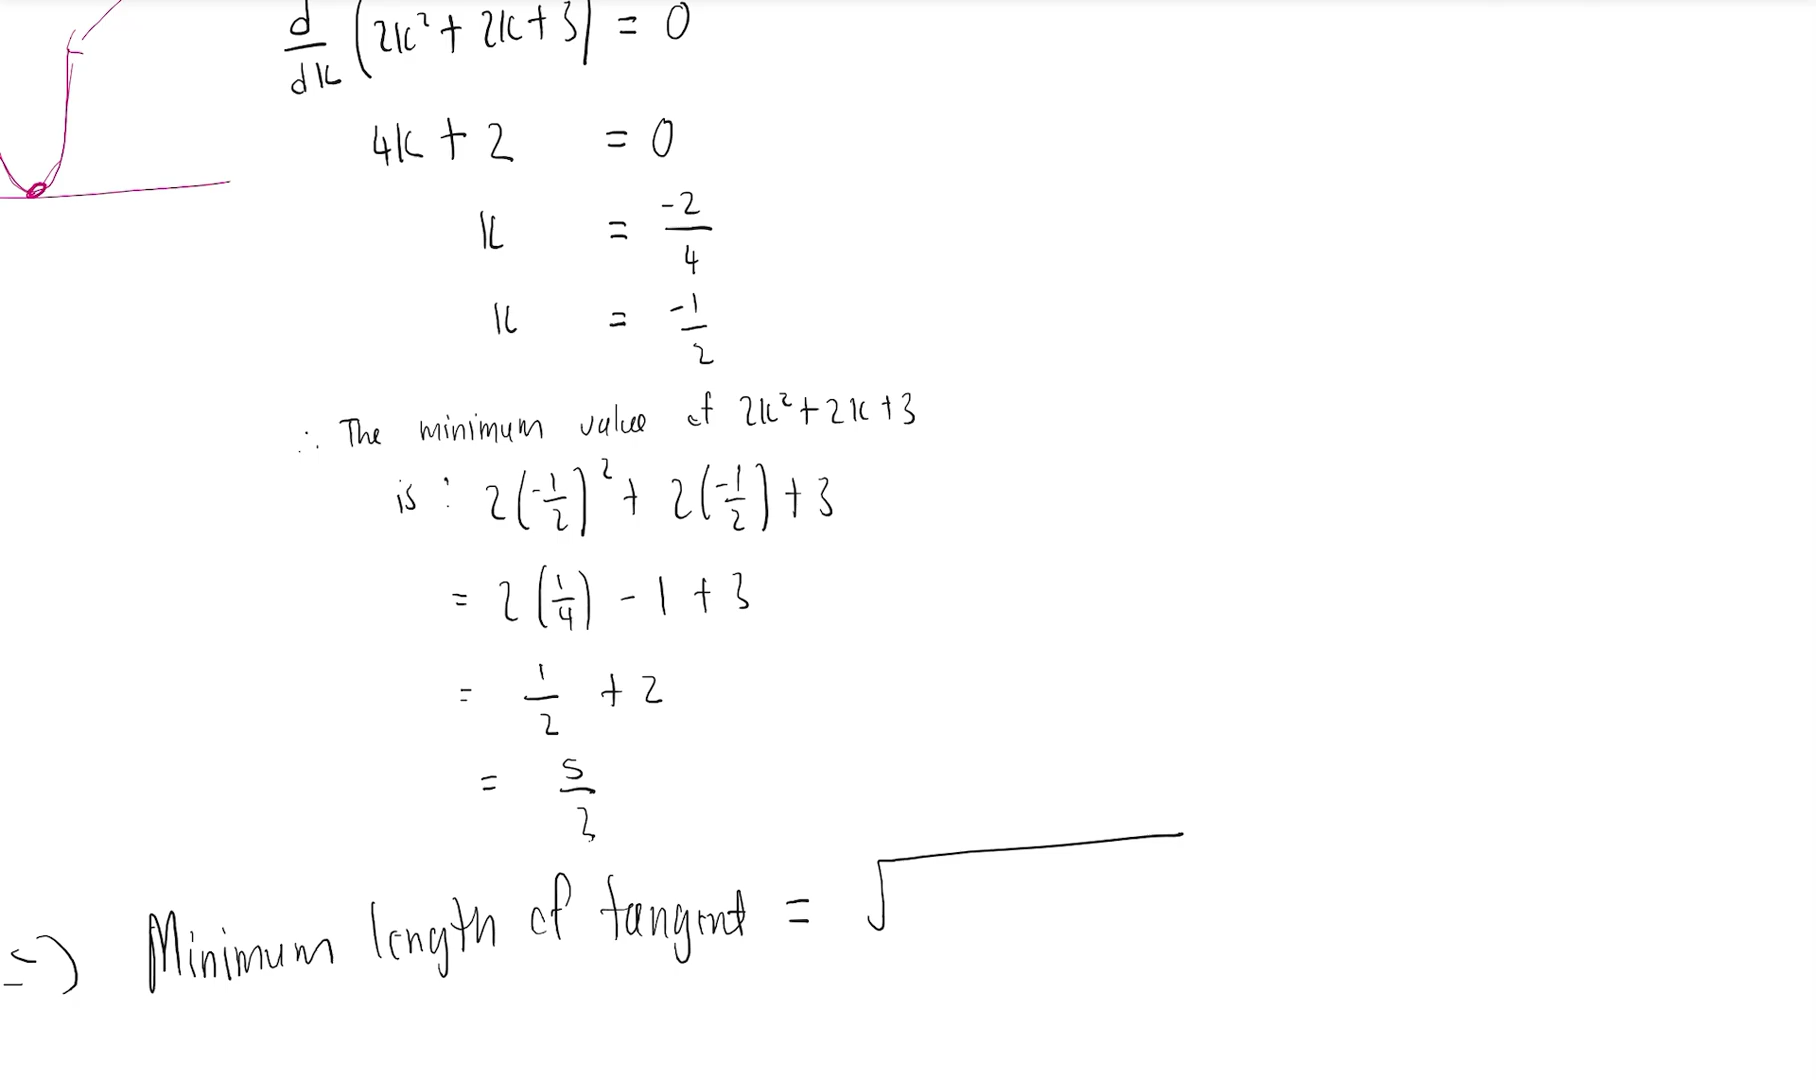 d/dk (2k² + 2k + 3) = 0
4k + 2 = 0
k = -2/4
k = -1/2
∴ The minimum value of 2k² + 2k + 3
is : 2(-1/2)² + 2(-1/2) + 3
= 2(1/4) - 1 + 3
= 1/2 + 2
= 5/2
=> Minimum length of tangent = √